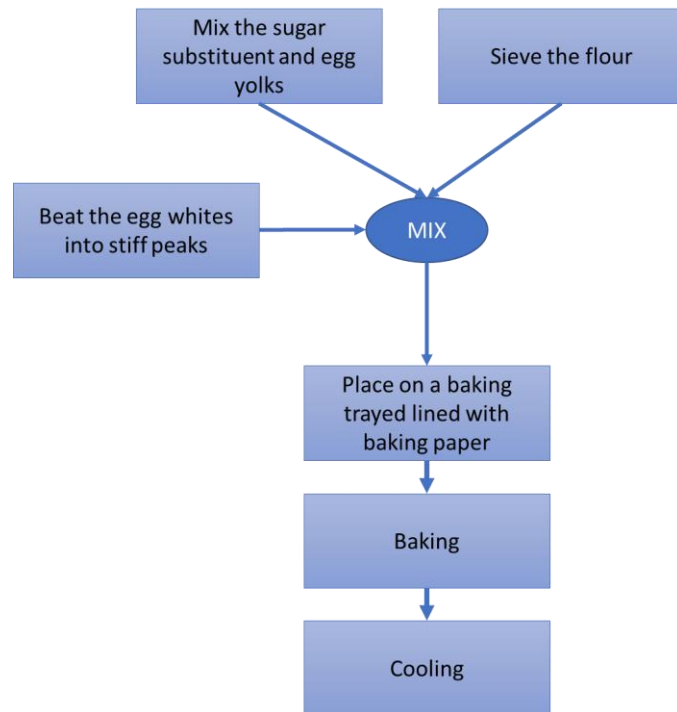 Mix the sugar
substituent and egg
yolks
Sieve the flour
Beat the egg whites
into stiff peaks
MIX
Place on a baking
trayed lined with
baking paper
Baking
Cooling